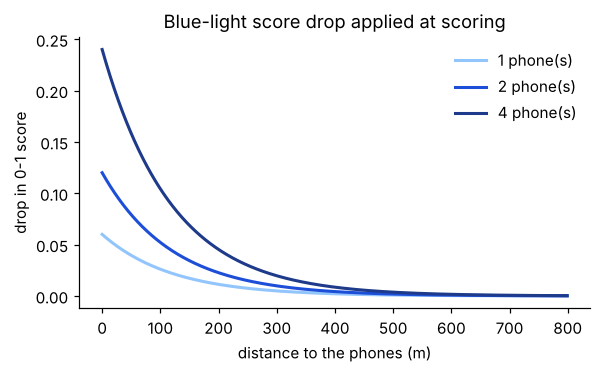 Blue-light score drop applied at scoring
drop in 0-1 score
0.25
0.20
0.15
0.10
0.05
0.00
1 phone(s)
2 phone(s)
4 phone(s)
0 100 200 300 400 500 600 700 800
distance to the phones (m)